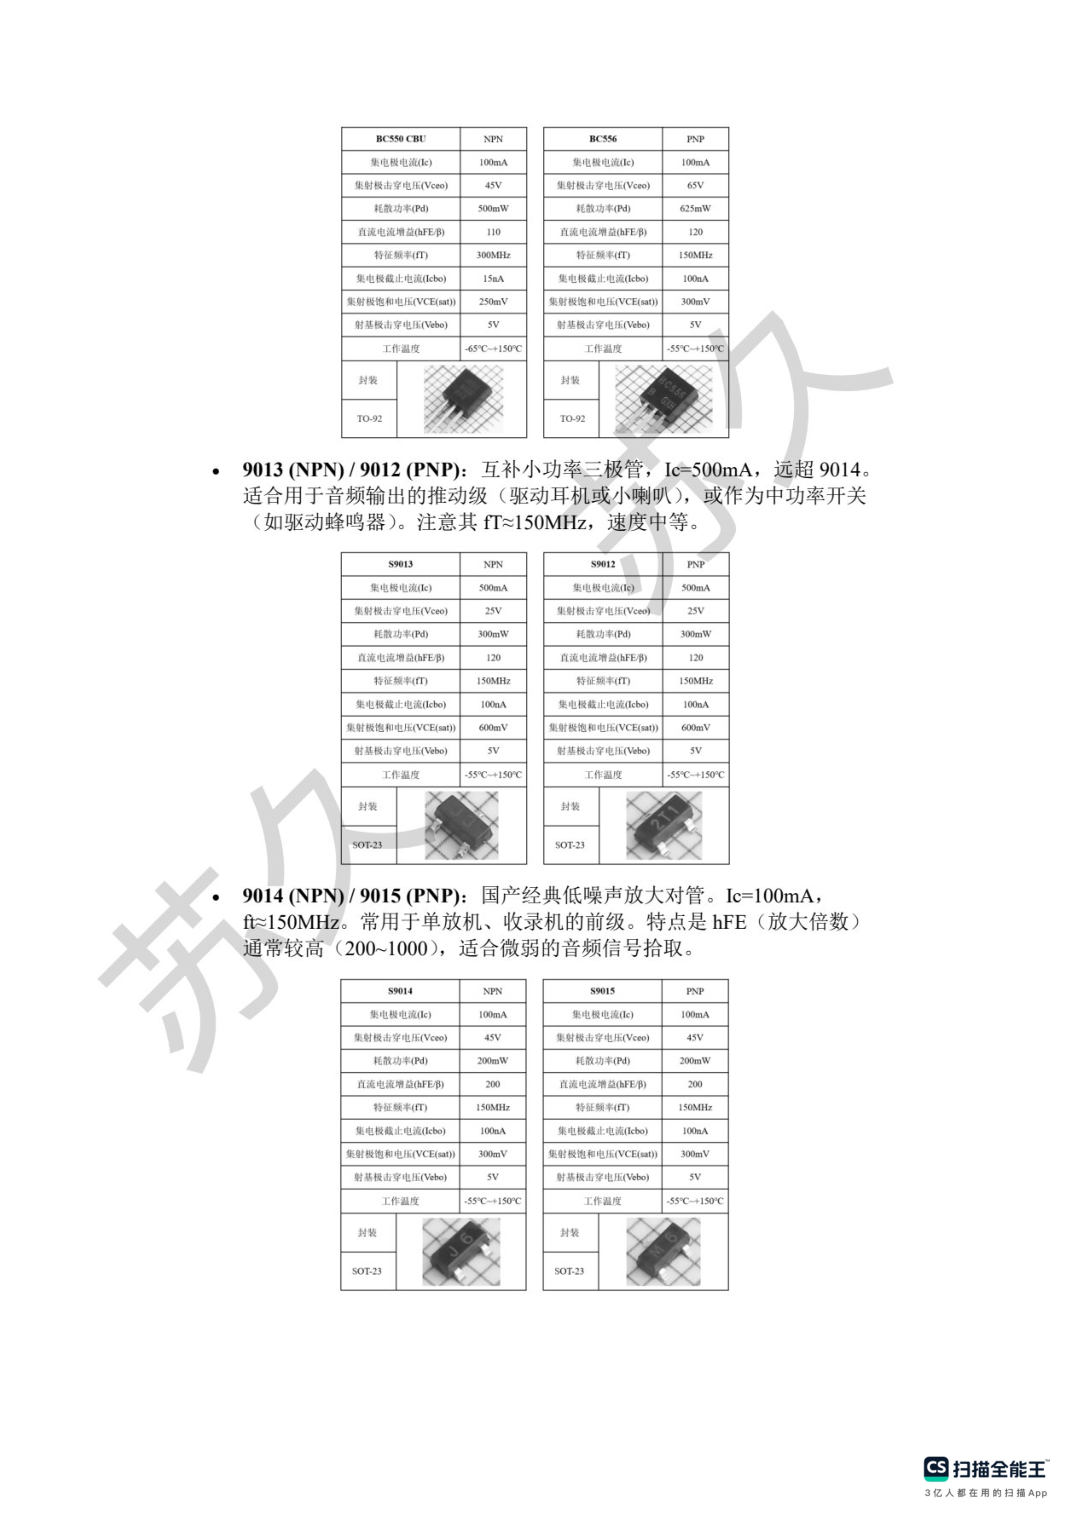 BC550 CBU NPN
集电极电流(Ic) 100mA
集射极击穿电压(Vceo) 45V
耗散功率(Pd) 500mW
直流电流增益(hFE/β) 110
特征频率(fT) 300MHz
集电极截止电流(Icbo) 15nA
集射极饱和电压(VCE(sat)) 250mV
射基极击穿电压(Vebo) 5V
工作温度 -65℃~+150℃
封装
TO-92
BC556 PNP
集电极电流(Ic) 100mA
集射极击穿电压(Vceo) 65V
耗散功率(Pd) 625mW
直流电流增益(hFE/β) 120
特征频率(fT) 150MHz
集电极截止电流(Icbo) 100nA
集射极饱和电压(VCE(sat)) 300mV
射基极击穿电压(Vebo) 5V
工作温度 -55℃~+150℃
封装
TO-92
BC556
• 9013 (NPN) / 9012 (PNP)：互补小功率三极管，Ic=500mA，远超 9014。
适合用于音频输出的推动级（驱动耳机或小喇叭），或作为中功率开关
（如驱动蜂鸣器）。注意其 fT≈150MHz，速度中等。
S9013 NPN
集电极电流(Ic) 500mA
集射极击穿电压(Vceo) 25V
耗散功率(Pd) 300mW
直流电流增益(hFE/β) 120
特征频率(fT) 150MHz
集电极截止电流(Icbo) 100nA
集射极饱和电压(VCE(sat)) 600mV
射基极击穿电压(Vebo) 5V
工作温度 -55℃~+150℃
封装
SOT-23
S9012 PNP
集电极电流(Ic) 500mA
集射极击穿电压(Vceo) 25V
耗散功率(Pd) 300mW
直流电流增益(hFE/β) 120
特征频率(fT) 150MHz
集电极截止电流(Icbo) 100nA
集射极饱和电压(VCE(sat)) 600mV
射基极击穿电压(Vebo) 5V
工作温度 -55℃~+150℃
封装
SOT-23
2T1
• 9014 (NPN) / 9015 (PNP)：国产经典低噪声放大对管。Ic=100mA，
ft≈150MHz。常用于单放机、收录机的前级。特点是 hFE（放大倍数）
通常较高（200~1000），适合微弱的音频信号拾取。
S9014 NPN
集电极电流(Ic) 100mA
集射极击穿电压(Vceo) 45V
耗散功率(Pd) 200mW
直流电流增益(hFE/β) 200
特征频率(fT) 150MHz
集电极截止电流(Icbo) 100nA
集射极饱和电压(VCE(sat)) 300mV
射基极击穿电压(Vebo) 5V
工作温度 -55℃~+150℃
封装
SOT-23
J6
S9015 PNP
集电极电流(Ic) 100mA
集射极击穿电压(Vceo) 45V
耗散功率(Pd) 200mW
直流电流增益(hFE/β) 200
特征频率(fT) 150MHz
集电极截止电流(Icbo) 100nA
集射极饱和电压(VCE(sat)) 300mV
射基极击穿电压(Vebo) 5V
工作温度 -55℃~+150℃
封装
SOT-23
M6
苏久
苏久
CS 扫描全能王™
3亿人都在用的扫描App